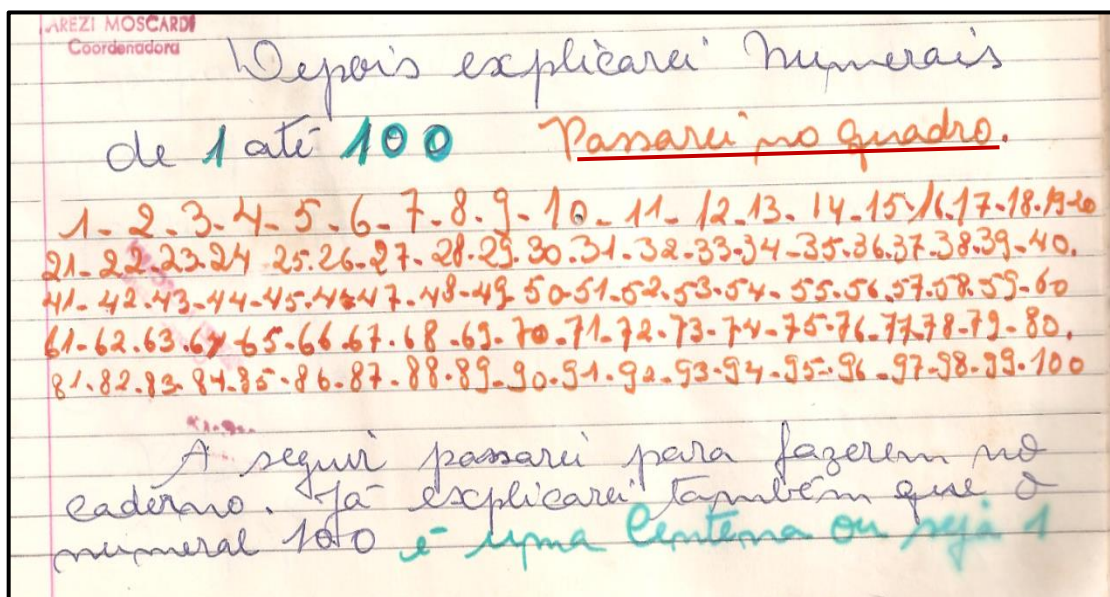 AREZI MOSCARDI
Coordenadora
Depois explicarei numerais
de 1 até 100 Passarei no quadro.
1-2-3-4-5-6-7-8-9-10-11-12-13-14-15-16-17-18-19-20
21-22-23-24-25-26-27-28-29-30-31-32-33-34-35-36-37-38-39-40.
41-42-43-44-45-46-47-48-49-50-51-52-53-54-55-56-57-58-59-60
61-62-63-64-65-66-67-68-69-70-71-72-73-74-75-76-77-78-79-80.
81-82-83-84-85-86-87-88-89-90-91-92-93-94-95-96-97-98-99-100
A seguir passarei para fazerem no
caderno. Já explicarei também que o
numeral 100 é uma Centena ou sejá 1